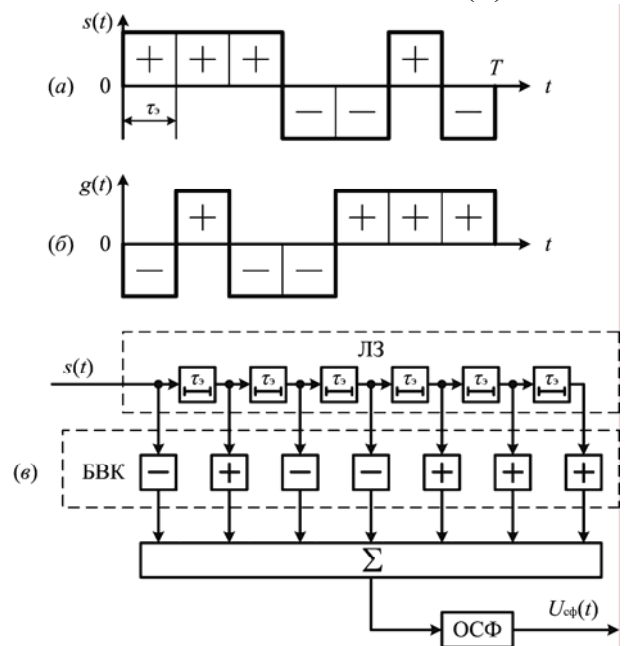 s(t)
+ + + − − + −
T
(а)
0
t
τэ
g(t)
− + − − + + +
(б)
0
t
ЛЗ
s(t)
τэ τэ τэ τэ τэ τэ
(в)
БВК
− + − − + + +
Σ
Uсф(t)
ОСФ